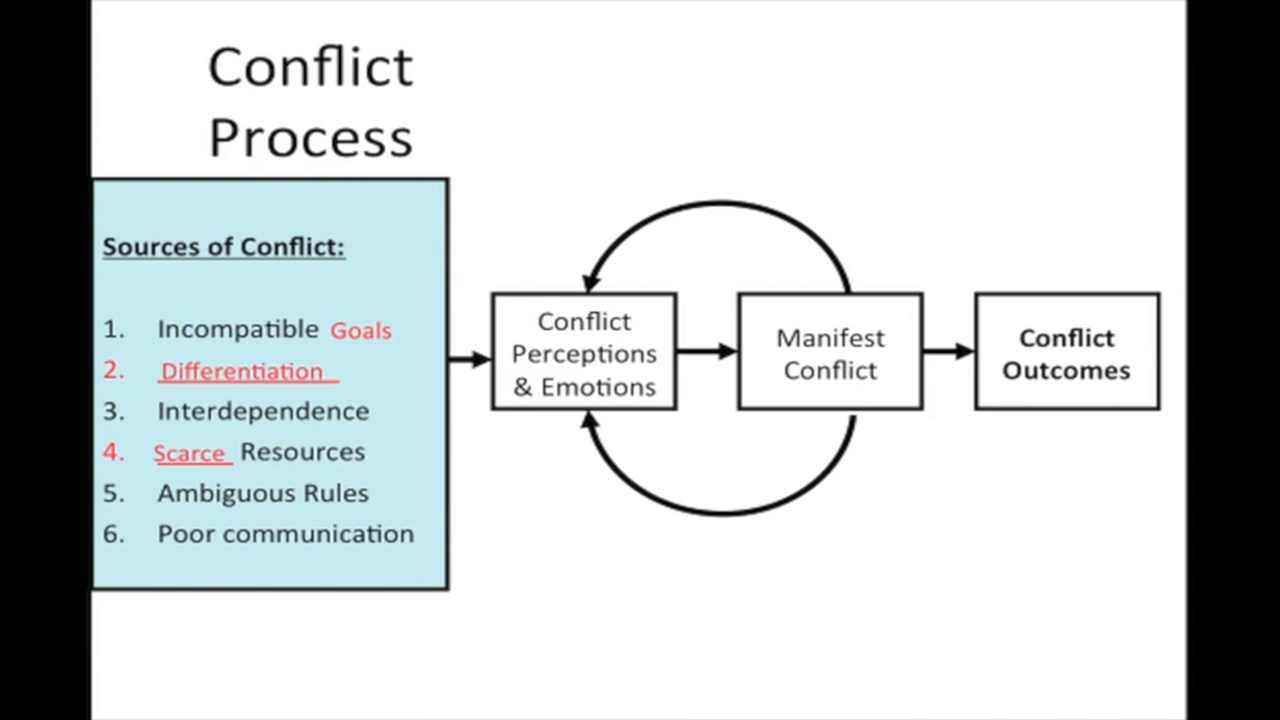 Conflict
Process
Sources of Conflict:
1. Incompatible Goals
2. Differentiation
3. Interdependence
4. Scarce Resources
5. Ambiguous Rules
6. Poor communication
Conflict
Perceptions
& Emotions
Manifest
Conflict
Conflict
Outcomes